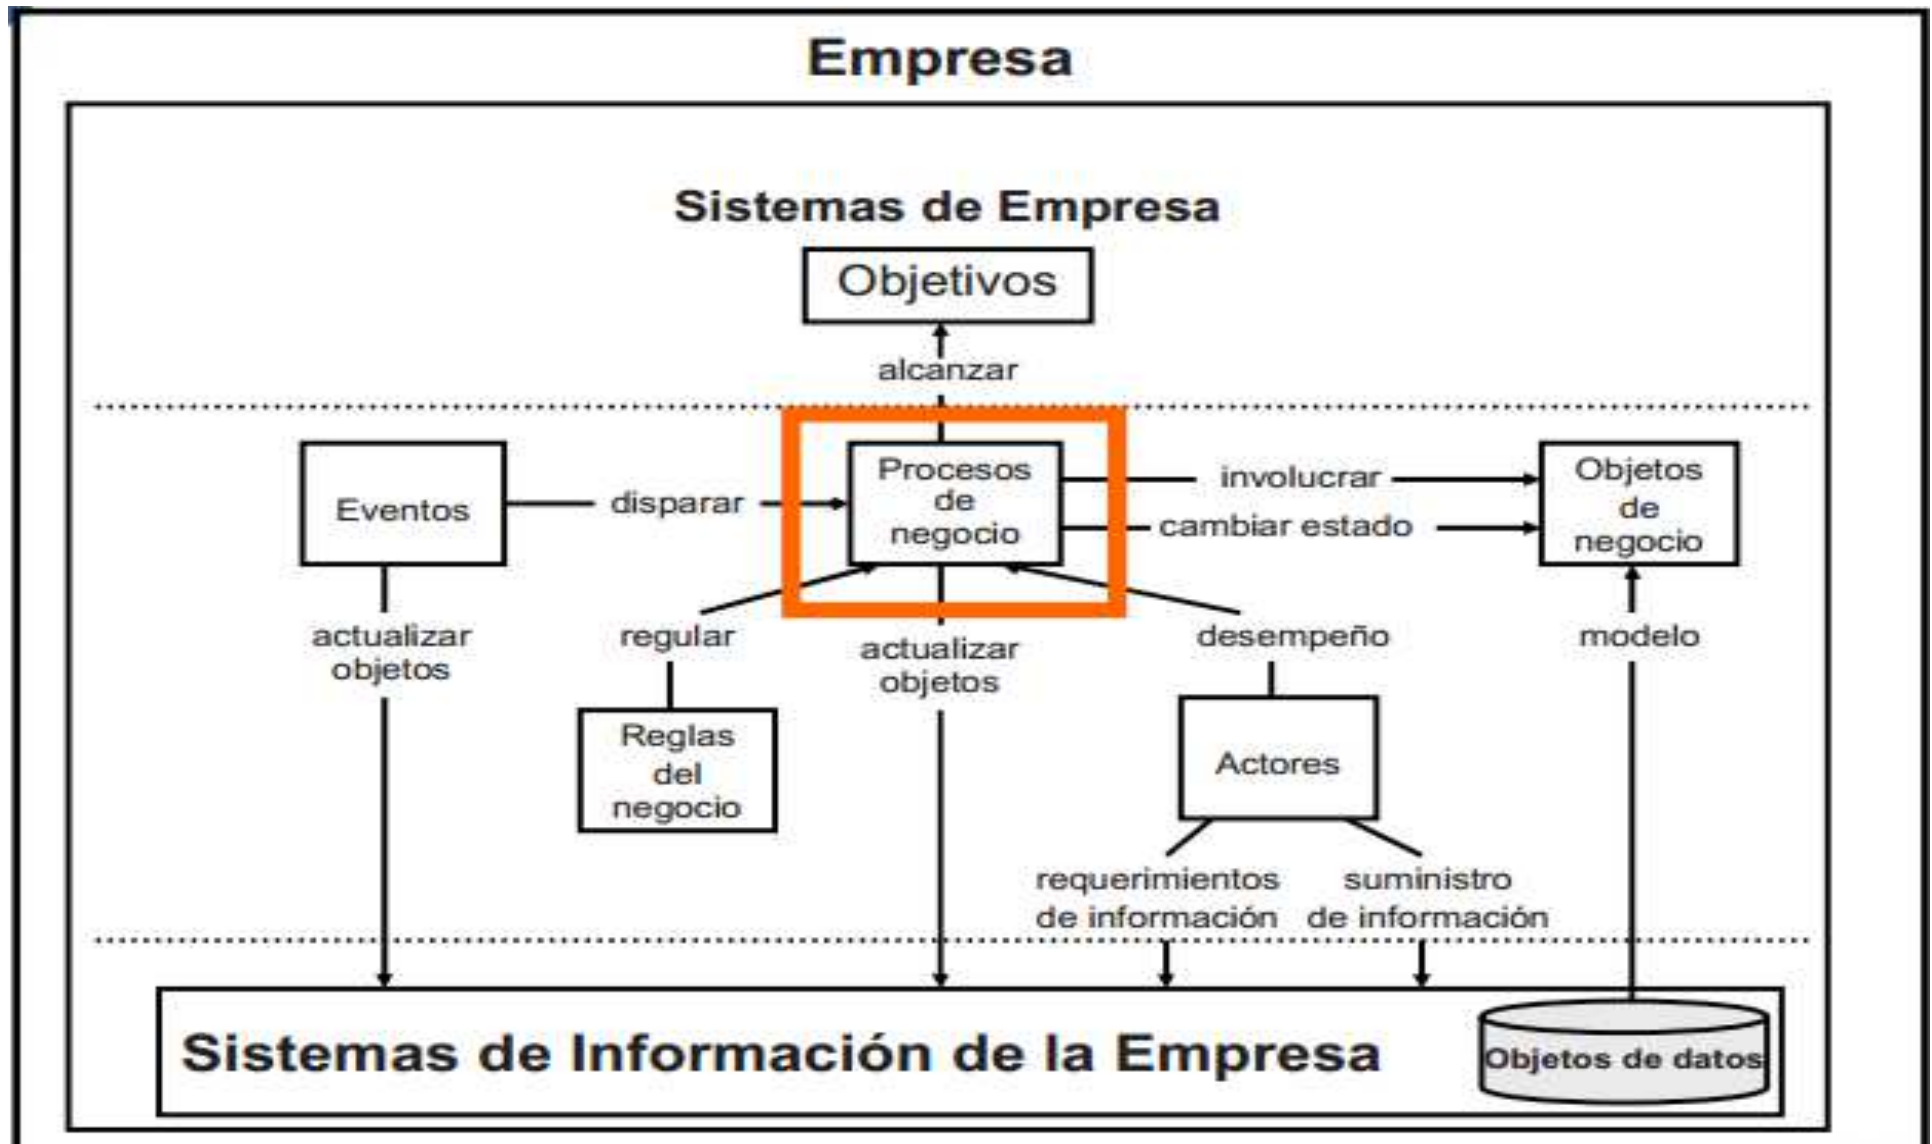 Empresa
Sistemas de Empresa
Objetivos
alcanzar
Eventos
disparar
Procesos
de
negocio
involucrar
cambiar estado
Objetos
de
negocio
actualizar
objetos
regular
actualizar
objetos
desempeño
modelo
Reglas
del
negocio
Actores
requerimientos
de información
suministro
de información
Sistemas de Información de la Empresa
Objetos de datos